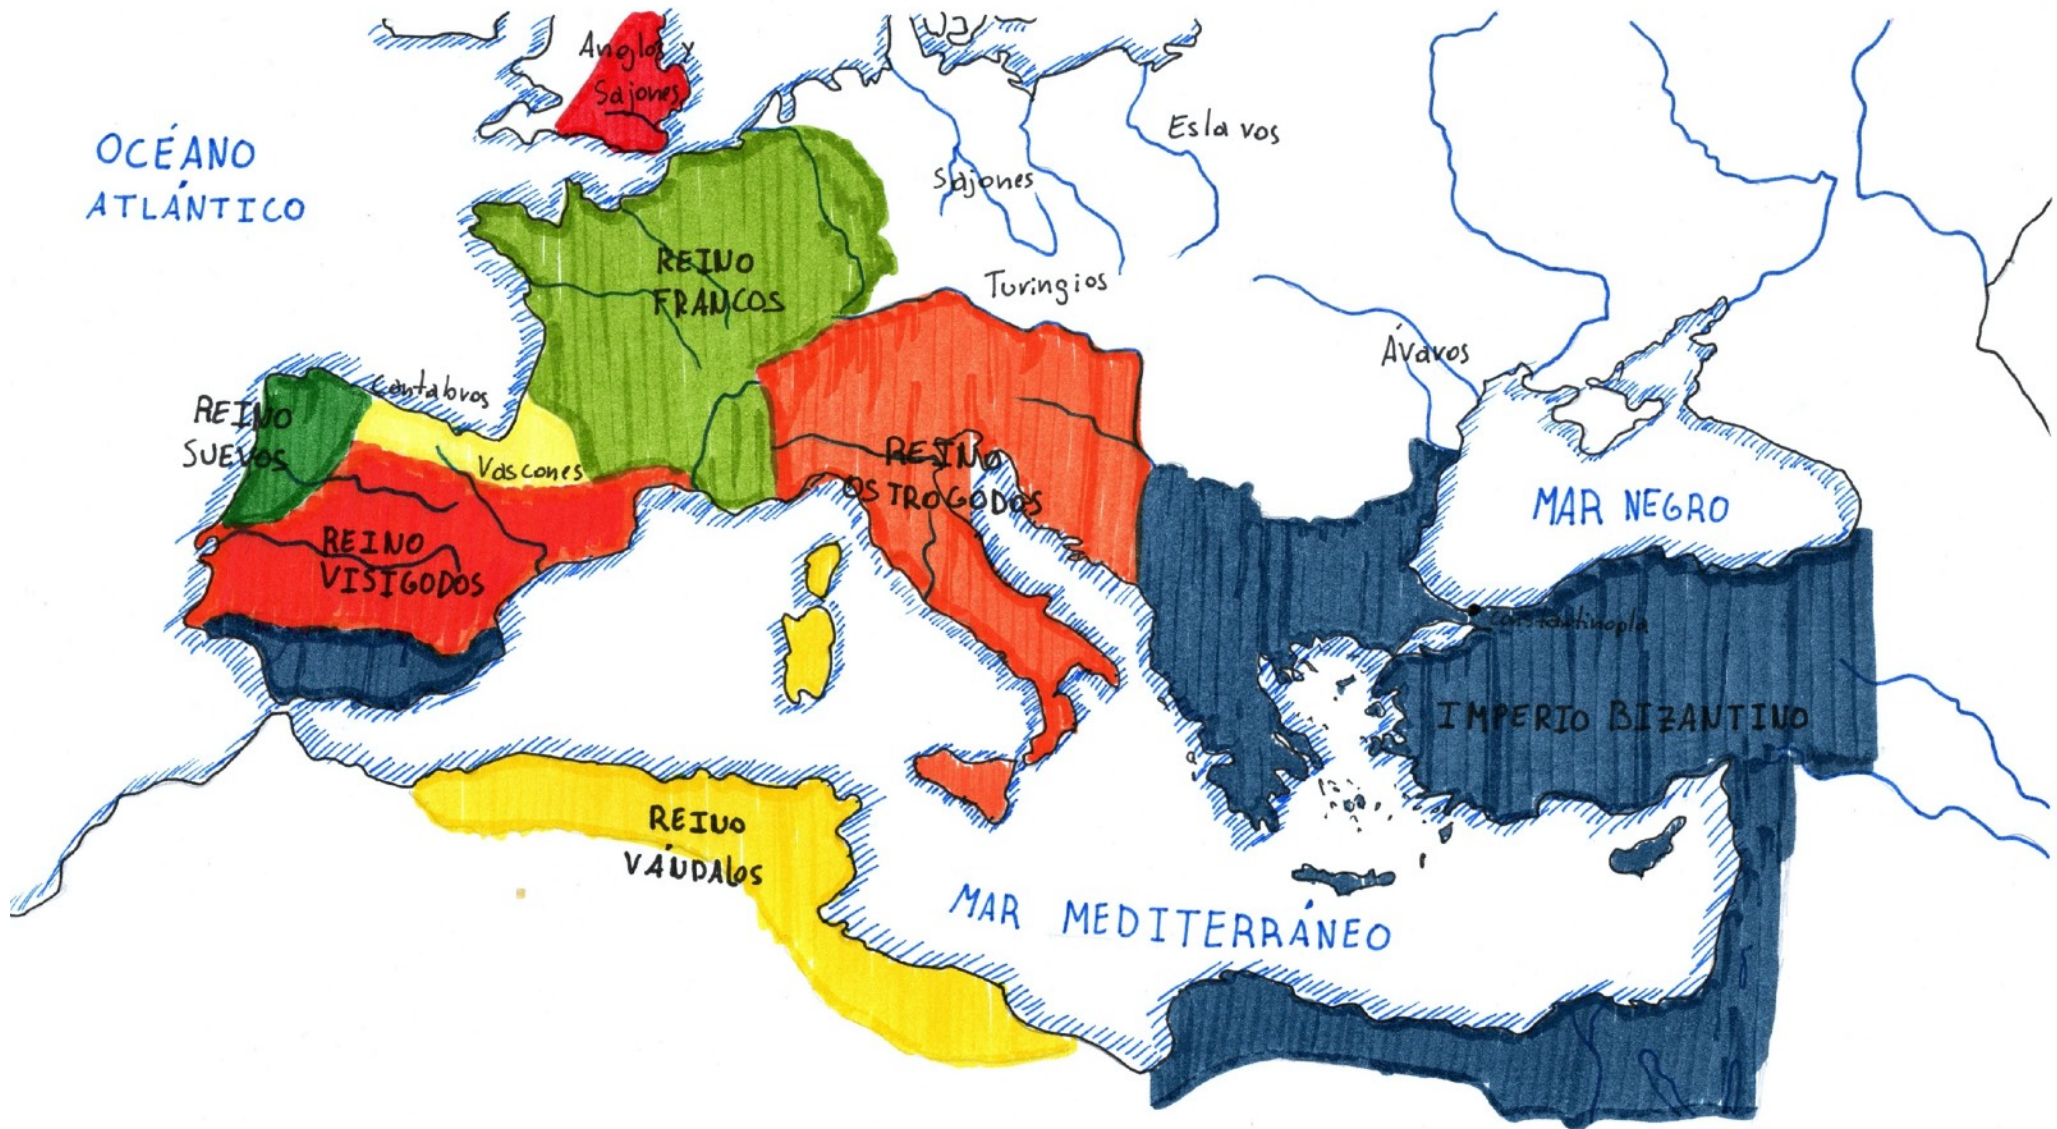 Anglos y
Sajones
OCÉANO
ATLÁNTICO
Eslavos
Sajones
REINO
FRANCOS
Turingios
Ávaros
Cantabros
REINO
SUEVOS
Vascones
REINO
OSTROGODOS
MAR NEGRO
REINO
VISIGODOS
Constantinopla
IMPERIO BIZANTINO
REINO
VÁNDALOS
MAR MEDITERRÁNEO